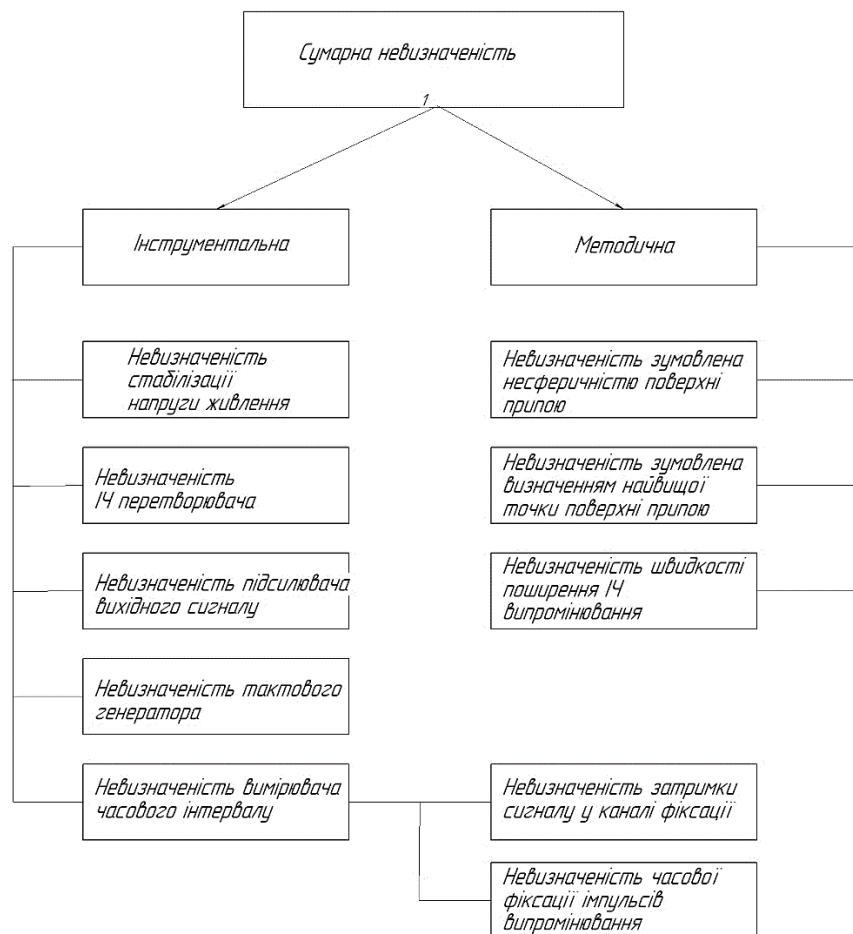 Сумарна невизначеність
1
Інструментальна
Методична
Невизначеність
стабілізації
напруги живлення
Невизначеність зумовлена
несферичністю поверхні
припою
Невизначеність
ІЧ перетворювача
Невизначеність зумовлена
визначенням найвищої
точки поверхні припою
Невизначеність підсилювача
вихідного сигналу
Невизначеність швидкості
поширення ІЧ
випромінювання
Невизначеність тактового
генератора
Невизначеність вимірювача
часового інтервалу
Невизначеність затримки
сигналу у каналі фіксації
Невизначеність часової
фіксації імпульсів
випромінювання